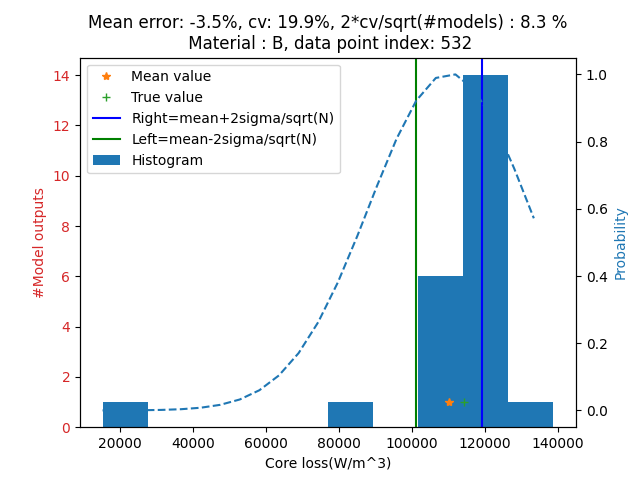 Mean error: -3.5%, cv: 19.9%, 2*cv/sqrt(#models) : 8.3 %
Material : B, data point index: 532
Mean value
True value
Right=mean+2sigma/sqrt(N)
Left=mean-2sigma/sqrt(N)
Histogram
#Model outputs
14
12
10
8
6
4
2
0
1.0
0.8
0.6
0.4
0.2
0.0
Probability
20000 40000 60000 80000 100000 120000 140000
Core loss(W/m^3)